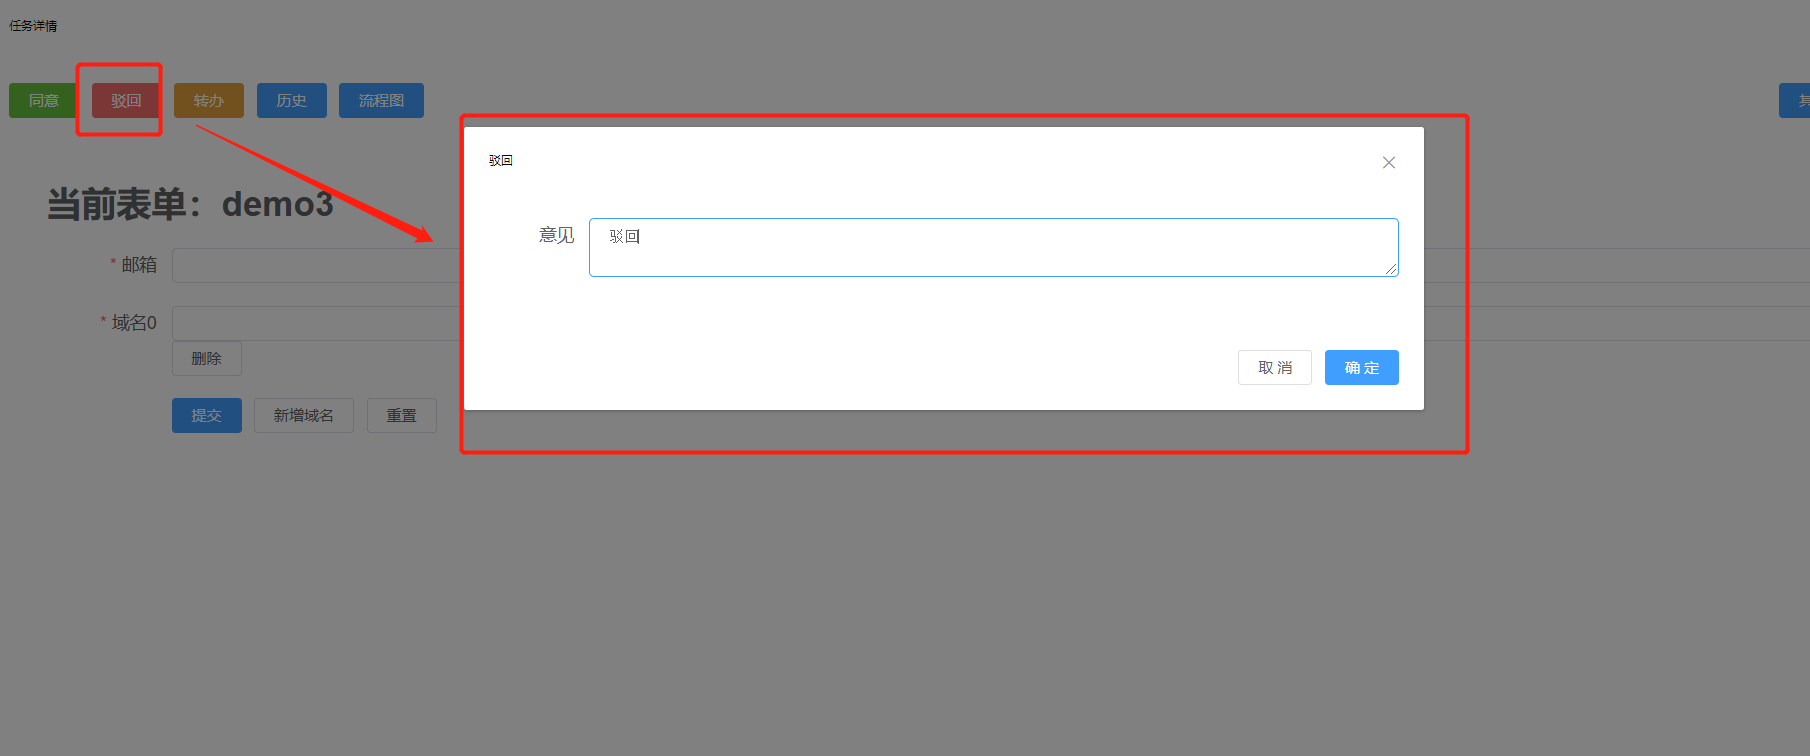 任务详情
同意 驳回 转办 历史 流程图
驳回
当前表单：demo3
意见 驳回
* 邮箱
* 域名0
删除
取 消 确 定
提交 新增域名 重置